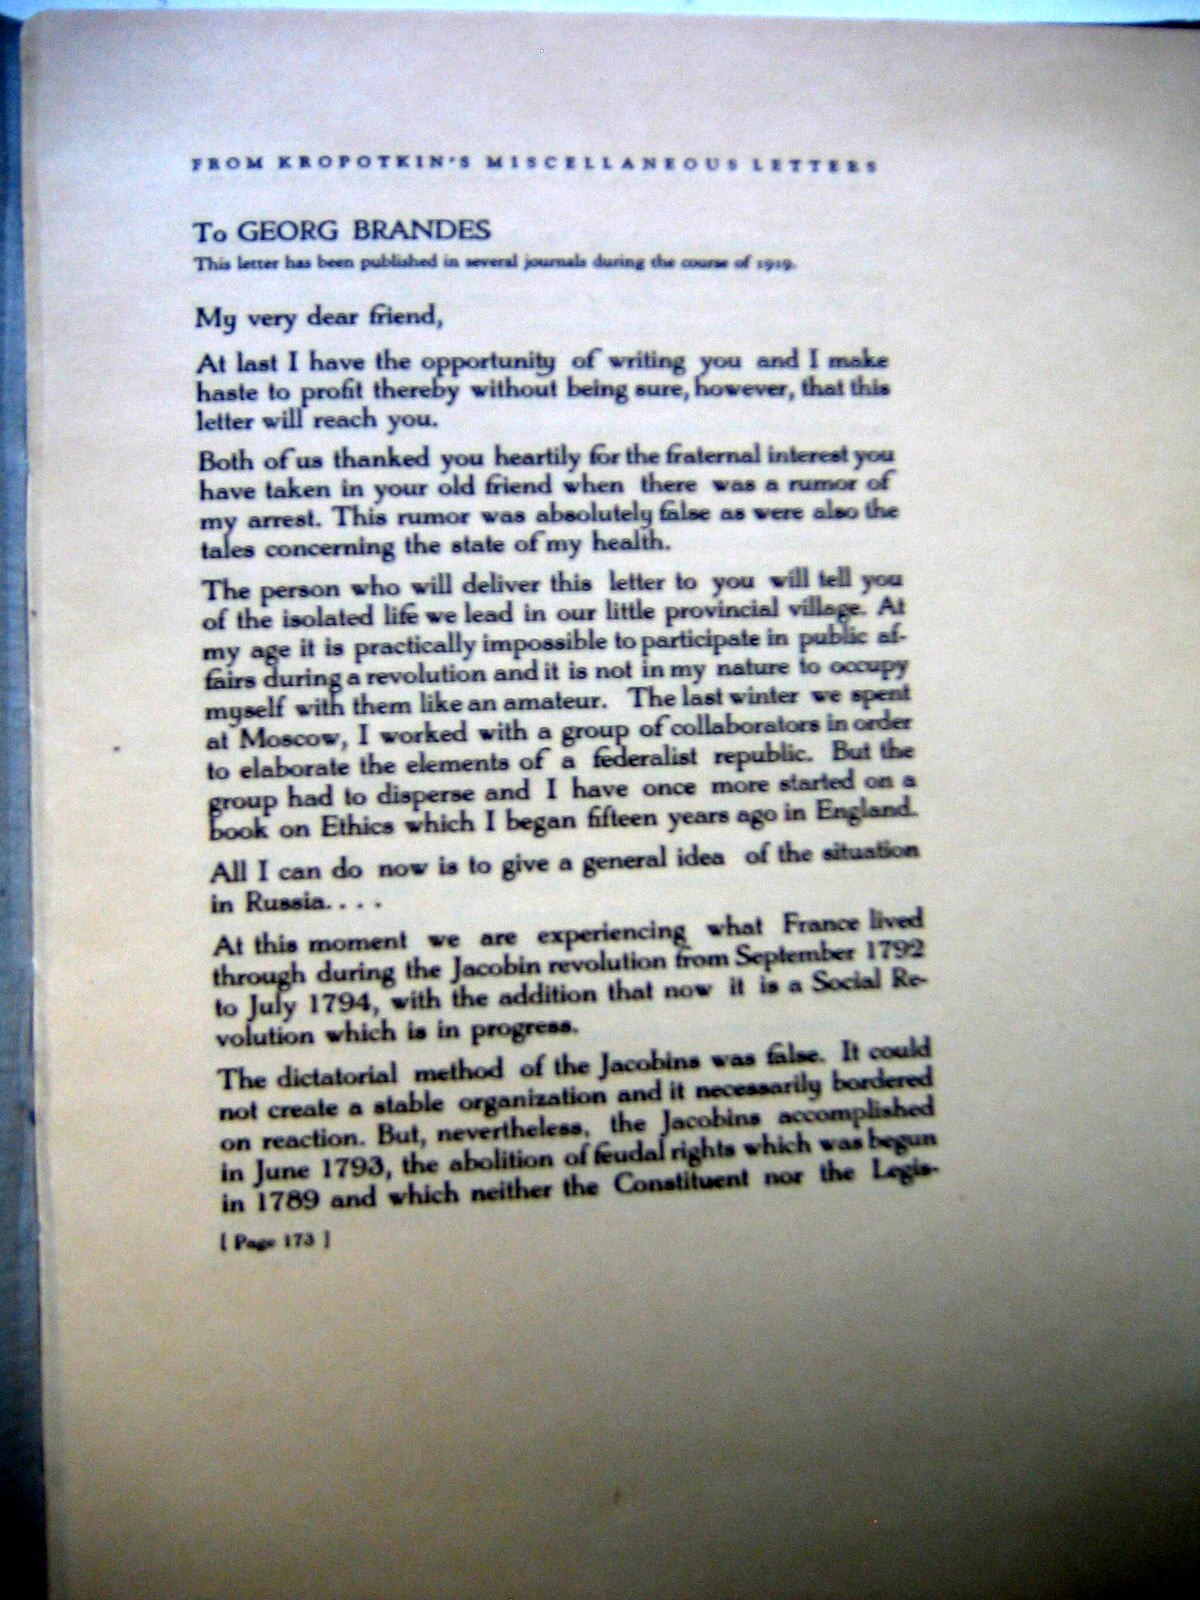 FROM KROPOTKIN'S MISCELLANEOUS LETTERS
To GEORG BRANDES
This letter has been published in several journals during the course of 1919.
My very dear friend,
At last I have the opportunity of writing you and I make
haste to profit thereby without being sure, however, that this
letter will reach you.
Both of us thanked you heartily for the fraternal interest you
have taken in your old friend when there was a rumor of
my arrest. This rumor was absolutely false as were also the
tales concerning the state of my health.
The person who will deliver this letter to you will tell you
of the isolated life we lead in our little provincial village. At
my age it is practically impossible to participate in public af-
fairs during a revolution and it is not in my nature to occupy
myself with them like an amateur. The last winter we spent
at Moscow, I worked with a group of collaborators in order
to elaborate the elements of a federalist republic. But the
group had to disperse and I have once more started on a
book on Ethics which I began fifteen years ago in England.
All I can do now is to give a general idea of the situation
in Russia....
At this moment we are experiencing what France lived
through during the Jacobin revolution from September 1792
to July 1794, with the addition that now it is a Social Re-
volution which is in progress.
The dictatorial method of the Jacobins was false. It could
not create a stable organization and it necessarily bordered
on reaction. But, nevertheless, the Jacobins accomplished
in June 1793, the abolition of feudal rights which was begun
in 1789 and which neither the Constituent nor the Legis-
[ Page 173 ]